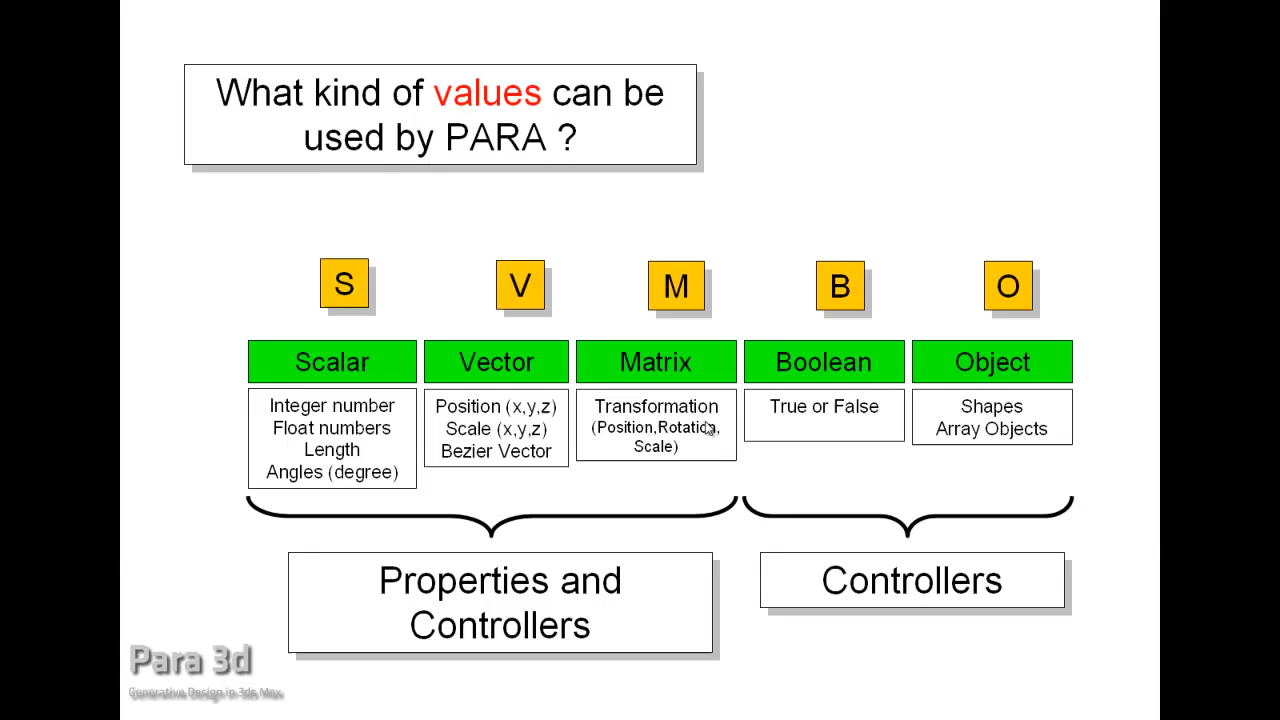 What kind of values can be
used by PARA ?
S
V
M
B
O
Scalar
Vector
Matrix
Boolean
Object
Integer number
Float numbers
Length
Angles (degree)
Position (x,y,z)
Scale (x,y,z)
Bezier Vector
Transformation
(Position,Rotation,
Scale)
True or False
Shapes
Array Objects
Properties and
Controllers
Controllers
Para 3d
Generative Design in 3ds Max